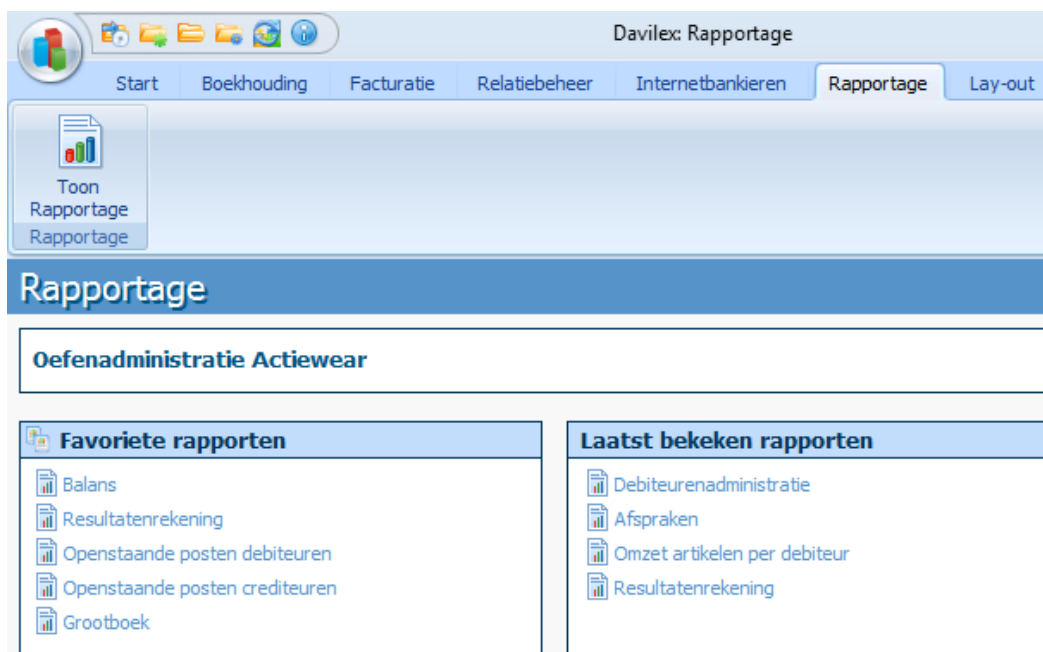 Davilex: Rapportage
Start Boekhouding Facturatie Relatiebeheer Internetbankieren Rapportage Lay-out
Toon
Rapportage
Rapportage
Rapportage
Oefenadministratie Actiewear
Favoriete rapporten
Balans
Resultatenrekening
Openstaande posten debiteuren
Openstaande posten crediteuren
Grootboek
Laatst bekeken rapporten
Debiteurenadministratie
Afspraken
Omzet artikelen per debiteur
Resultatenrekening